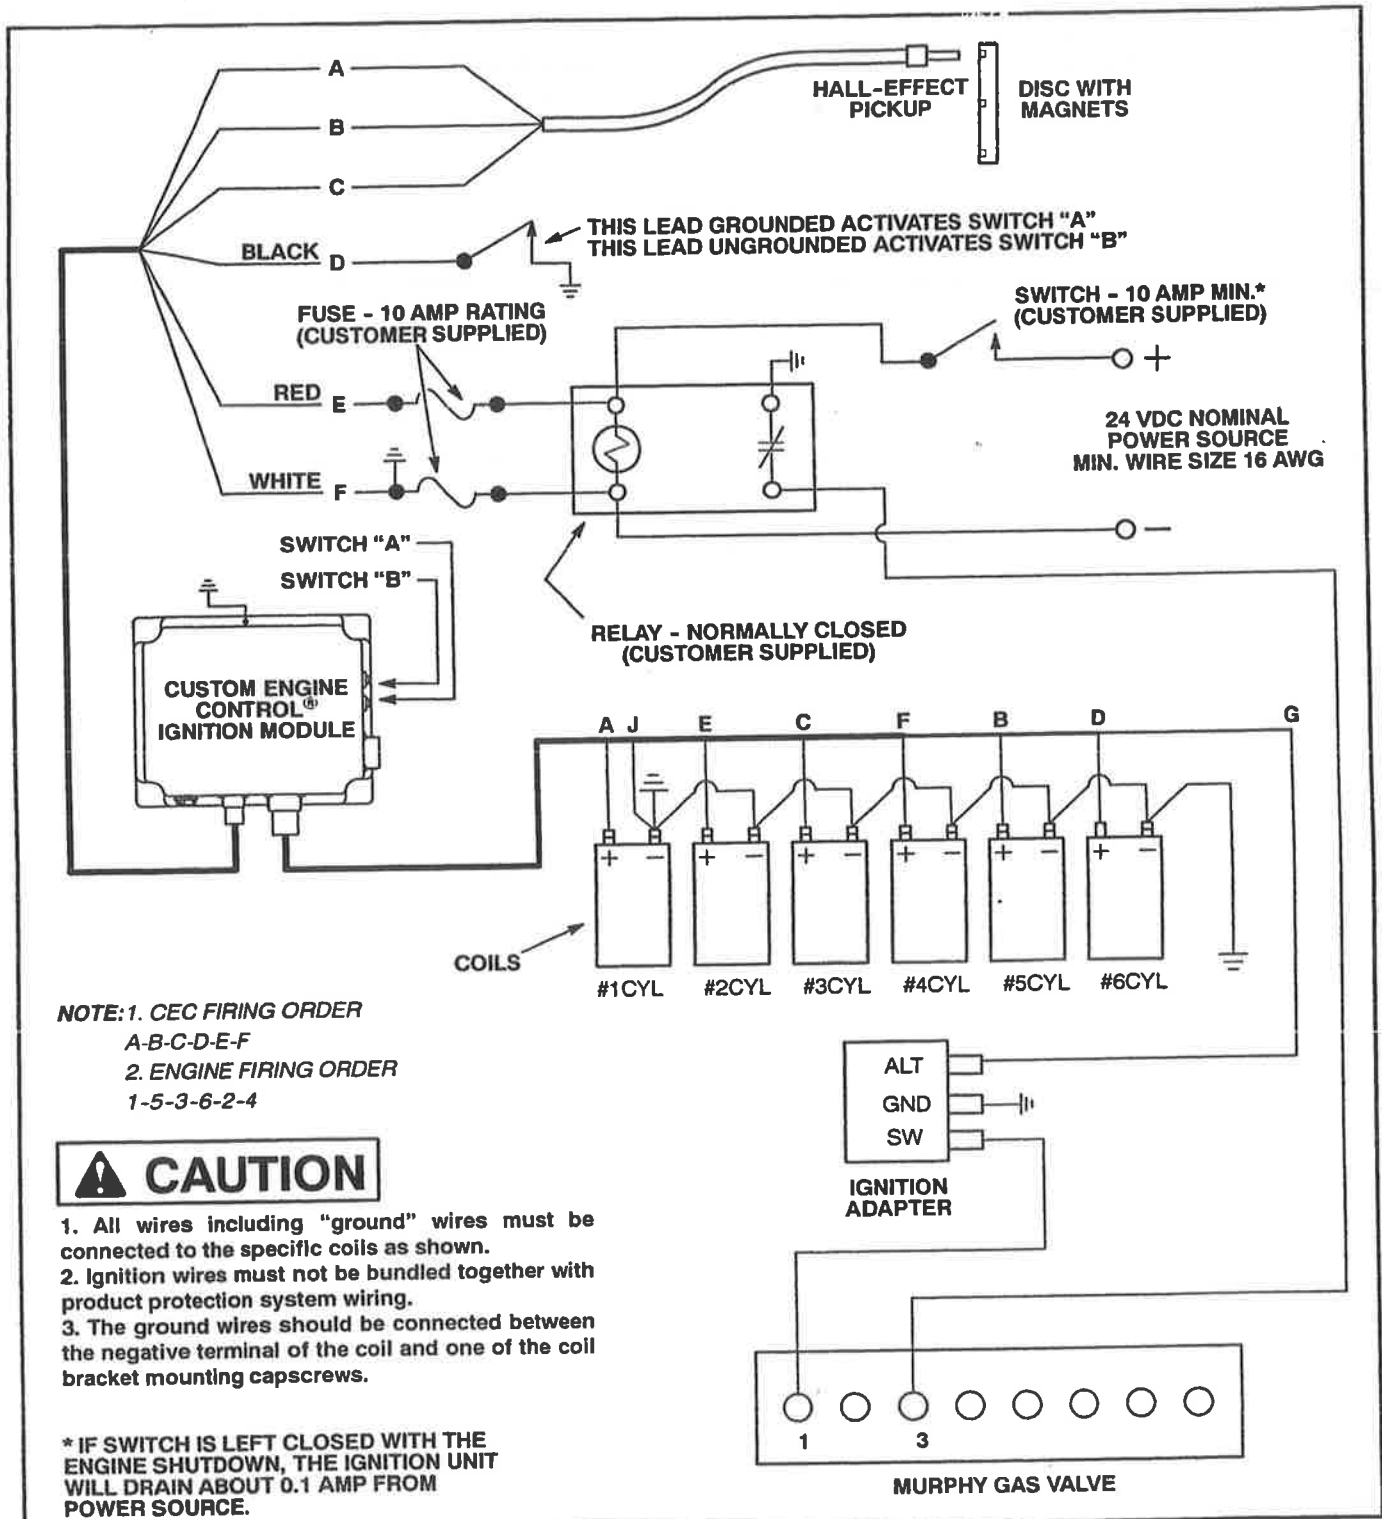 A
HALL-EFFECT
PICKUP
DISC WITH
MAGNETS
B
C
THIS LEAD GROUNDED ACTIVATES SWITCH “A”
THIS LEAD UNGROUNDED ACTIVATES SWITCH “B”
BLACK D
FUSE - 10 AMP RATING
(CUSTOMER SUPPLIED)
SWITCH - 10 AMP MIN.*
(CUSTOMER SUPPLIED)
+
RED E
24 VDC NOMINAL
POWER SOURCE
MIN. WIRE SIZE 16 AWG
WHITE F
−
SWITCH “A”
SWITCH “B”
RELAY - NORMALLY CLOSED
(CUSTOMER SUPPLIED)
CUSTOM ENGINE
CONTROL®
IGNITION MODULE
A J E C F B D G
+ − + − + − + − + − + −
COILS
#1CYL #2CYL #3CYL #4CYL #5CYL #6CYL
NOTE: 1. CEC FIRING ORDER
A-B-C-D-E-F
2. ENGINE FIRING ORDER
1-5-3-6-2-4
ALT
GND
SW
IGNITION
ADAPTER
CAUTION
1. All wires including “ground” wires must be
connected to the specific coils as shown.
2. Ignition wires must not be bundled together with
product protection system wiring.
3. The ground wires should be connected between
the negative terminal of the coil and one of the coil
bracket mounting capscrews.
* IF SWITCH IS LEFT CLOSED WITH THE
ENGINE SHUTDOWN, THE IGNITION UNIT
WILL DRAIN ABOUT 0.1 AMP FROM
POWER SOURCE.
1 3
MURPHY GAS VALVE